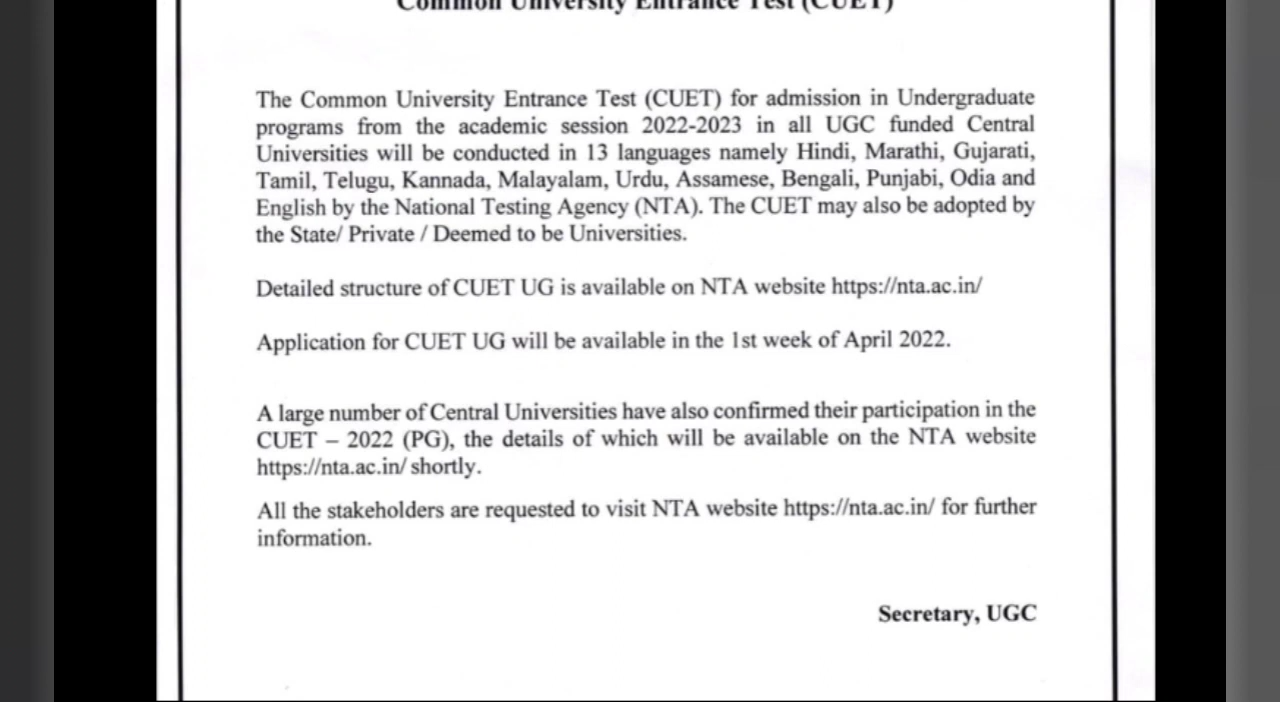 Common University Entrance Test (CUET)
The Common University Entrance Test (CUET) for admission in Undergraduate
programs from the academic session 2022-2023 in all UGC funded Central
Universities will be conducted in 13 languages namely Hindi, Marathi, Gujarati,
Tamil, Telugu, Kannada, Malayalam, Urdu, Assamese, Bengali, Punjabi, Odia and
English by the National Testing Agency (NTA). The CUET may also be adopted by
the State/ Private / Deemed to be Universities.
Detailed structure of CUET UG is available on NTA website https://nta.ac.in/
Application for CUET UG will be available in the 1st week of April 2022.
A large number of Central Universities have also confirmed their participation in the
CUET – 2022 (PG), the details of which will be available on the NTA website
https://nta.ac.in/ shortly.
All the stakeholders are requested to visit NTA website https://nta.ac.in/ for further
information.
Secretary, UGC